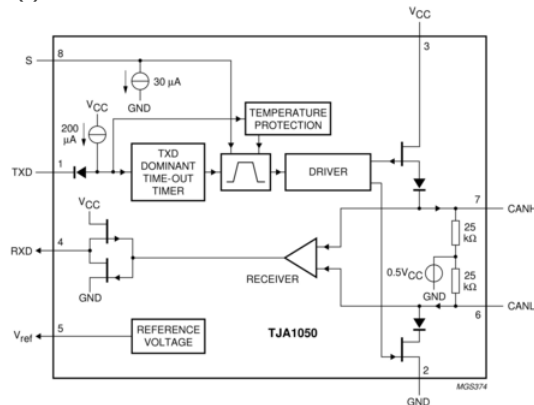 VCC
3
S
8
30 µA
GND
VCC
200
µA
TEMPERATURE
PROTECTION
TXD
1
TXD
DOMINANT
TIME-OUT
TIMER
DRIVER
7
CANH
VCC
25
kΩ
RXD
4
RECEIVER
0.5VCC
GND
25
kΩ
GND
CANL
6
Vref
5
REFERENCE
VOLTAGE
TJA1050
2
MGS374
GND